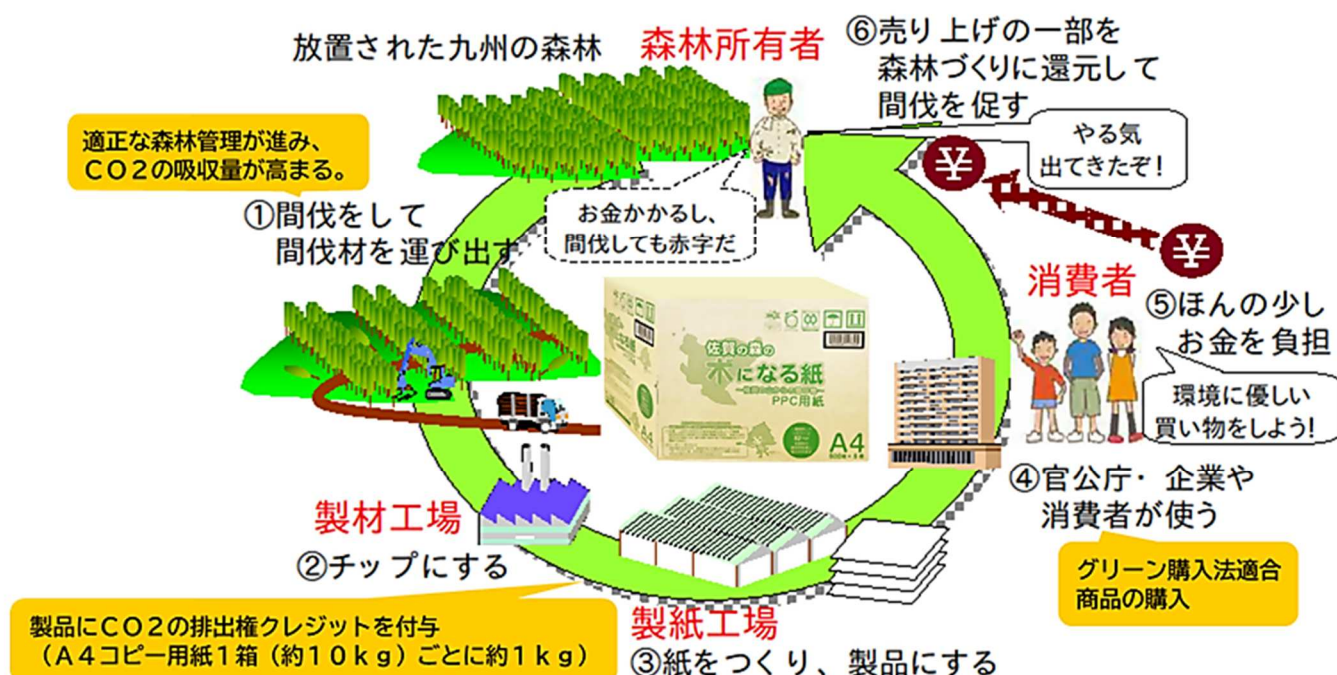 放置された九州の森林
森林所有者
⑥売り上げの一部を
森林づくりに還元して
間伐を促す
やる気
出てきたぞ!
適正な森林管理が進み、
CO2の吸収量が高まる。
お金かかるし、
間伐しても赤字だ
①間伐をして
間伐材を運び出す
消費者
⑤ほんの少し
お金を負担
環境に優しい
買い物をしよう!
佐賀の森の
木になる紙
PPC用紙
A4
④官公庁・企業や
消費者が使う
グリーン購入法適合
商品の購入
製材工場
②チップにする
製品にCO2の排出権クレジットを付与
(A4コピー用紙1箱(約10kg)ごとに約1kg)
製紙工場
③紙をつくり、製品にする